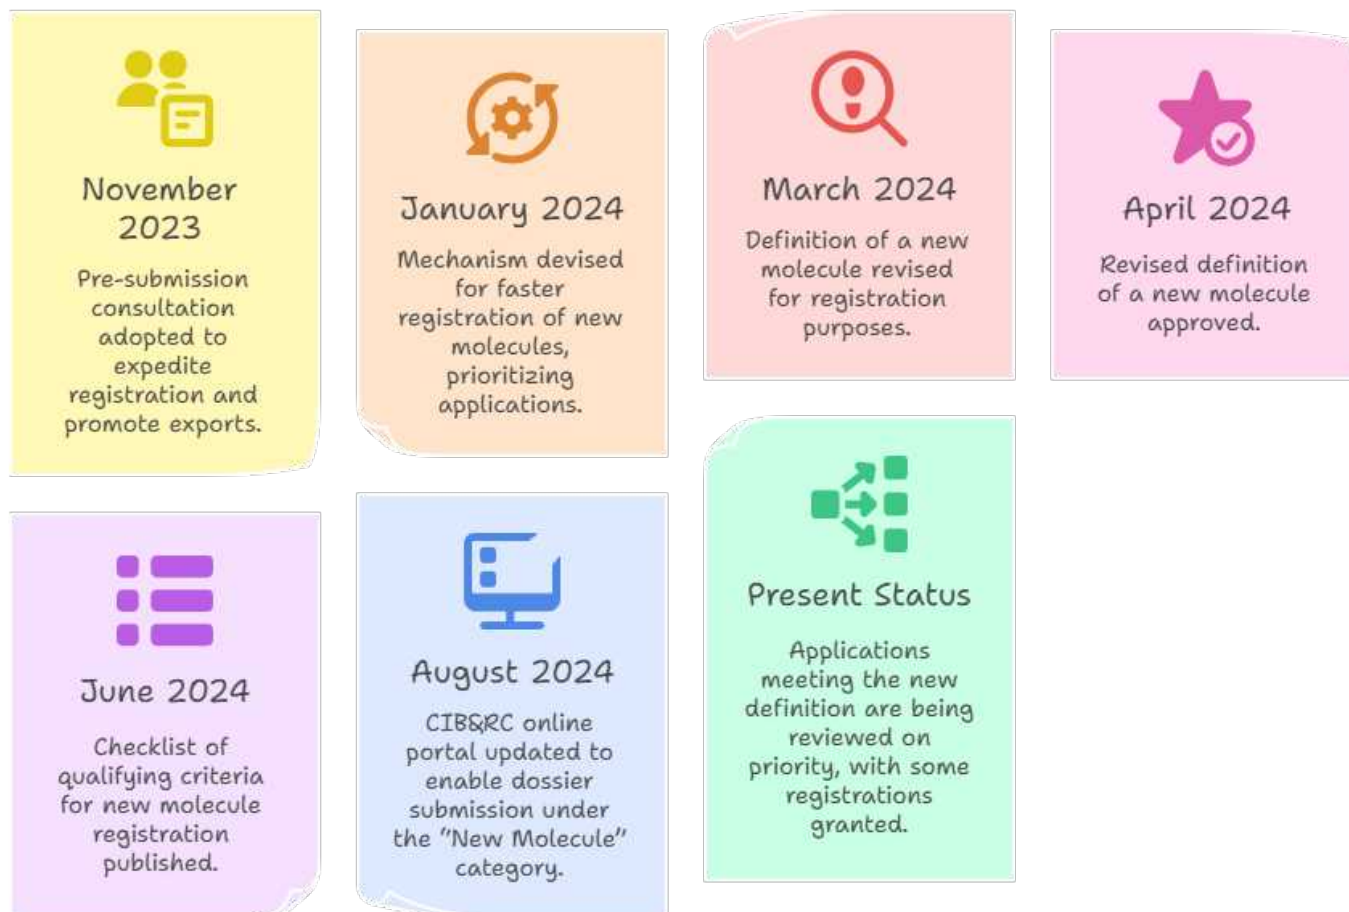 November
2023
Pre-submission
consultation
adopted to
expedite
registration and
promote exports.
January 2024
Mechanism devised
for faster
registration of new
molecules,
prioritizing
applications.
March 2024
Definition of a new
molecule revised
for registration
purposes.
April 2024
Revised definition
of a new molecule
approved.
June 2024
Checklist of
qualifying criteria
for new molecule
registration
published.
August 2024
CIB&RC online
portal updated to
enable dossier
submission under
the "New Molecule"
category.
Present Status
Applications
meeting the new
definition are being
reviewed on
priority, with some
registrations
granted.